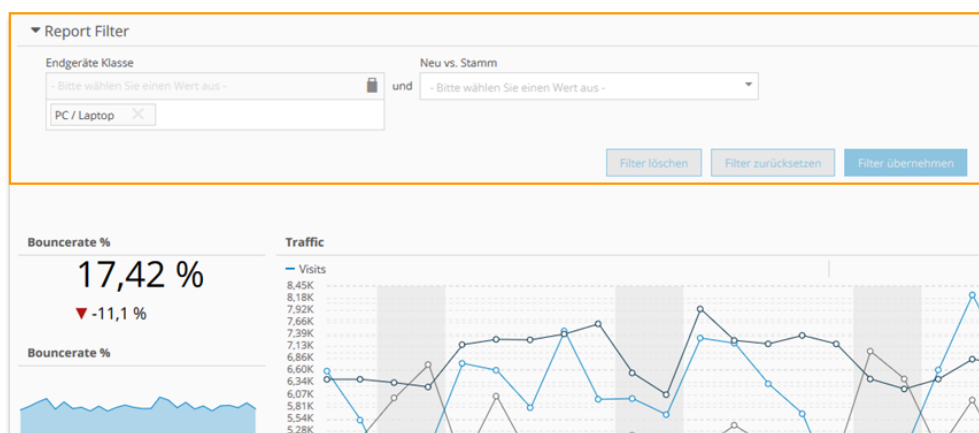 Report Filter
Endgeräte Klasse
Neu vs. Stamm
- Bitte wählen Sie einen Wert aus -
und
- Bitte wählen Sie einen Wert aus -
PC / Laptop
Filter löschen
Filter zurücksetzen
Filter übernehmen
Bouncerate %
Traffic
17,42 %
-11,1 %
Bouncerate %
Visits
8,45K
8,18K
7,92K
7,66K
7,39K
7,13K
6,86K
6,60K
6,34K
6,07K
5,81K
5,54K
5,28K